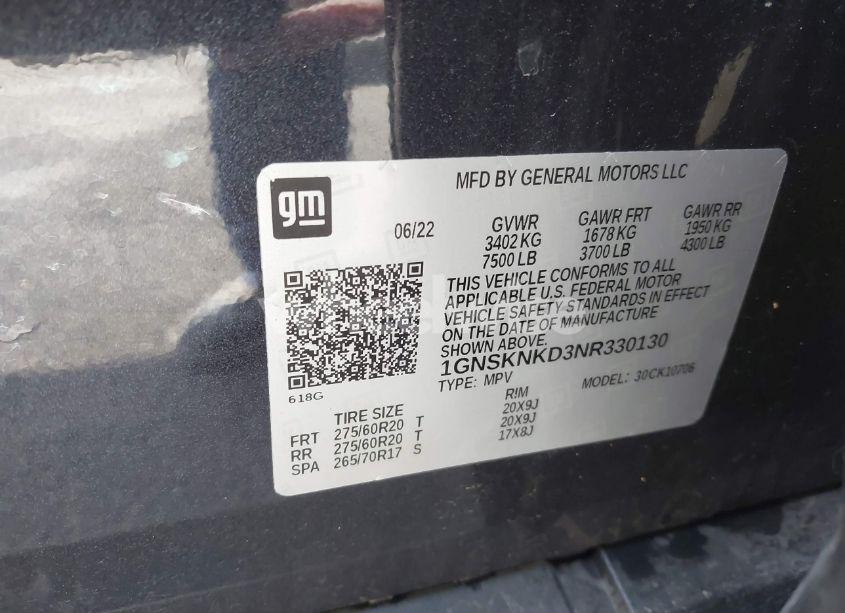 gm
MFD BY GENERAL MOTORS LLC
06/22
GVWR GAWR FRT GAWR RR
3402 KG 1678 KG 1950 KG
7500 LB 3700 LB 4300 LB
THIS VEHICLE CONFORMS TO ALL
APPLICABLE U.S. FEDERAL MOTOR
VEHICLE SAFETY STANDARDS IN EFFECT
ON THE DATE OF MANUFACTURE
SHOWN ABOVE.
1GNSKNKD3NR330130
TYPE: MPV MODEL: 30CK10706
618G
TIRE SIZE RIM
FRT 275/60R20 T 20X9J
RR 275/60R20 T 20X9J
SPA 265/70R17 S 17X8J